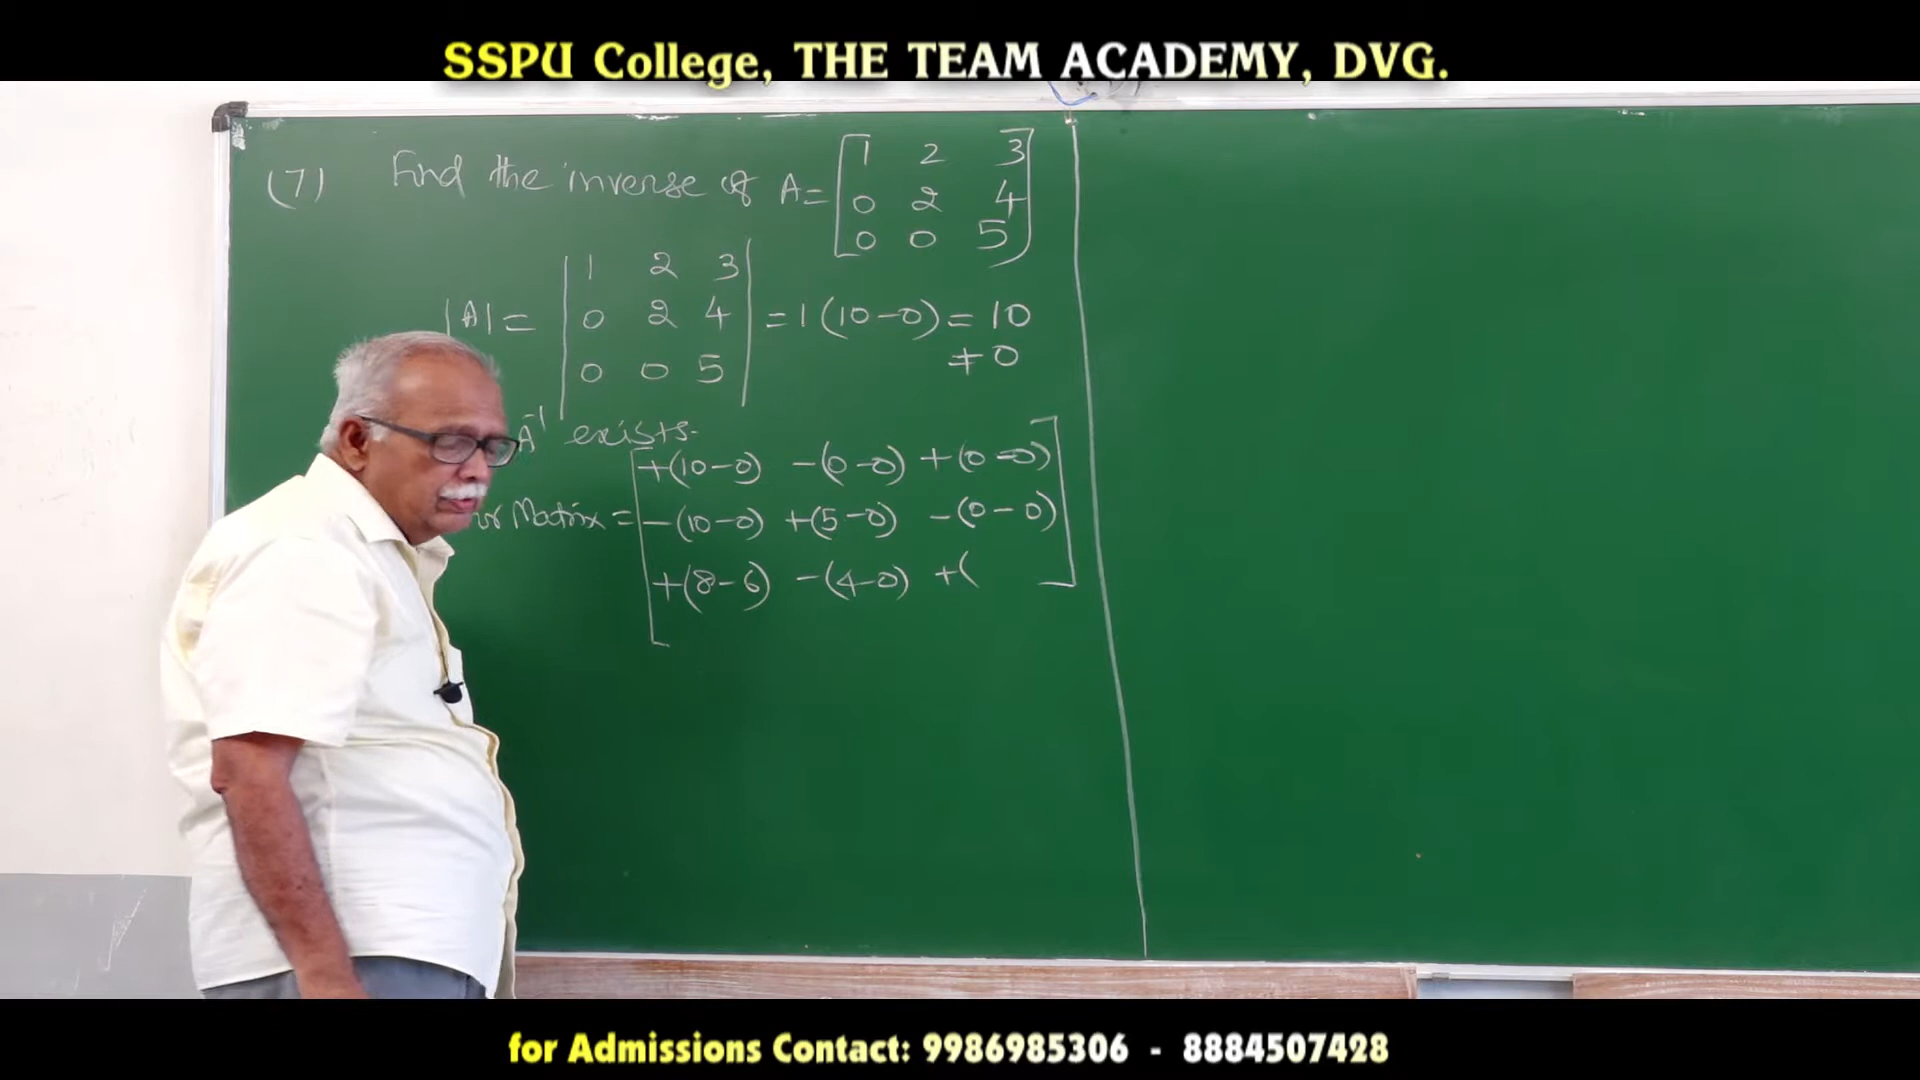 SSPU College, THE TEAM ACADEMY, DVG.
(7) Find the inverse of A = [1 2 3
0 2 4
0 0 5]
|A| = |1 2 3
0 2 4
0 0 5| = 1(10-0) = 10
≠ 0
A⁻¹ exists.
Matrix = [+(10-0) -(0-0) +(0-0)
-(10-0) +(5-0) -(0-0)
+(8-6) -(4-0) +( ]
for Admissions Contact: 9986985306 - 8884507428